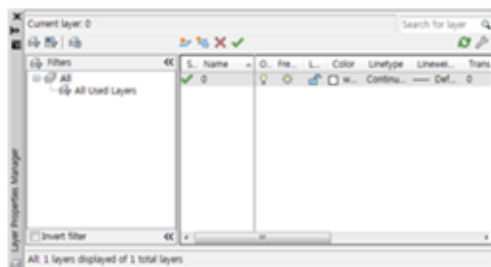 Current layer: 0
Search for layer
Filters
S.. Name O.. Fre... L... Color Linetype Linewei... Trans
All
0 w... Continu... Def... 0
All Used Layers
Invert filter
All: 1 layers displayed of 1 total layers
Layer Properties Manager